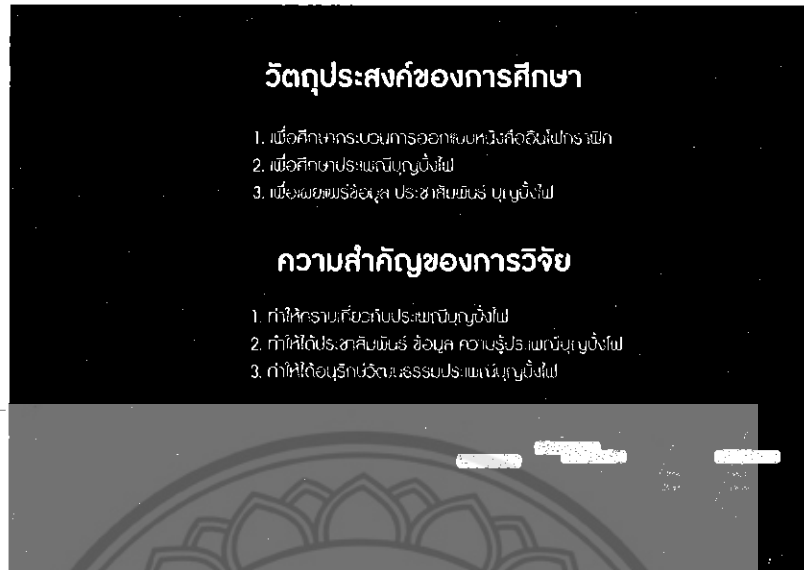 วัตถุประสงค์ของการศึกษา
1. เพื่อศึกษากระบวนการออกแบบหนังสืออินโฟกราฟิก
2. เพื่อศึกษาประเพณีบุญบั้งไฟ
3. เพื่อเผยแพร่ข้อมูล ประชาสัมพันธ์ บุญบั้งไฟ
ความสำคัญของการวิจัย
1. ทำให้ทราบเกี่ยวกับประเพณีบุญบั้งไฟ
2. ทำให้ได้ประชาสัมพันธ์ ข้อมูล ความรู้ประเพณีบุญบั้งไฟ
3. ทำให้ได้อนุรักษ์วัฒนธรรมประเพณีบุญบั้งไฟ